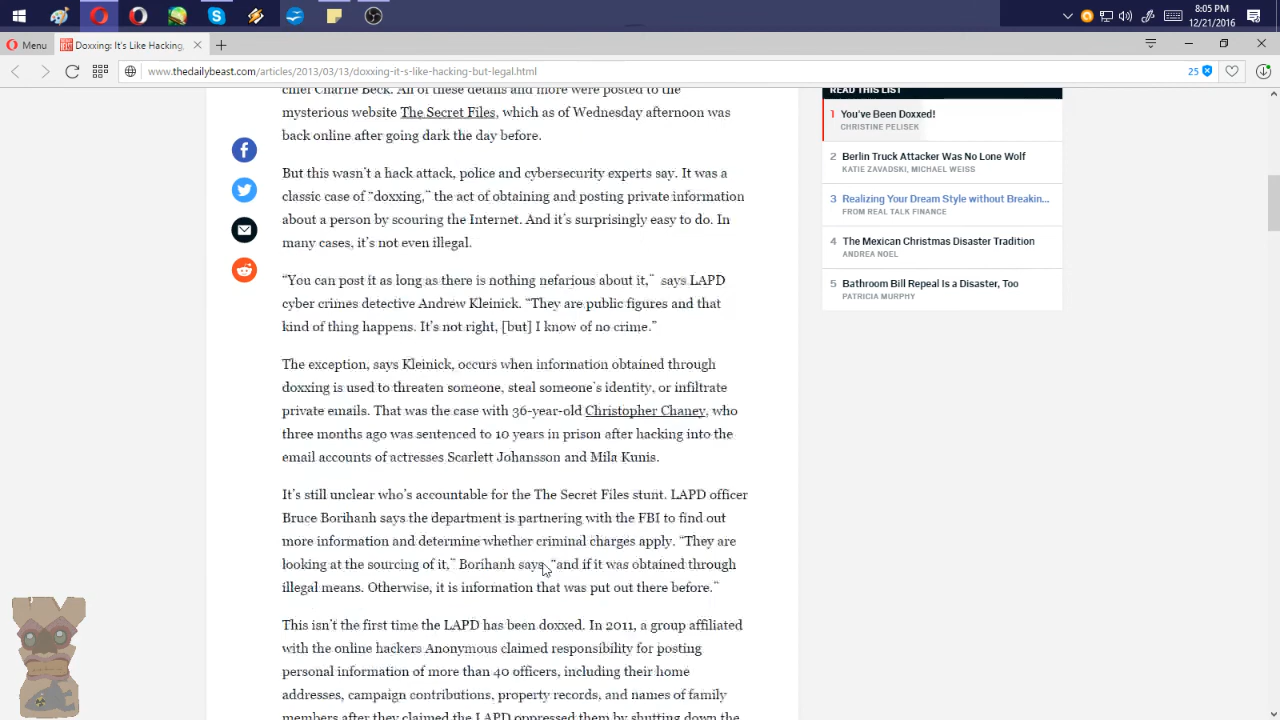 8:05 PM
12/21/2016
Menu
Doxxing: It's Like Hacking,
www.thedailybeast.com/articles/2013/03/13/doxxing-it-s-like-hacking-but-legal.html
25
chief Charlie Beck. All of these details and more were posted to the
mysterious website The Secret Files, which as of Wednesday afternoon was
back online after going dark the day before.
But this wasn't a hack attack, police and cybersecurity experts say. It was a
classic case of “doxxing,” the act of obtaining and posting private information
about a person by scouring the Internet. And it's surprisingly easy to do. In
many cases, it's not even illegal.
“You can post it as long as there is nothing nefarious about it,” says LAPD
cyber crimes detective Andrew Kleinick. “They are public figures and that
kind of thing happens. It's not right, [but] I know of no crime.”
The exception, says Kleinick, occurs when information obtained through
doxxing is used to threaten someone, steal someone's identity, or infiltrate
private emails. That was the case with 36-year-old Christopher Chaney, who
three months ago was sentenced to 10 years in prison after hacking into the
email accounts of actresses Scarlett Johansson and Mila Kunis.
It's still unclear who's accountable for the The Secret Files stunt. LAPD officer
Bruce Borihanh says the department is partnering with the FBI to find out
more information and determine whether criminal charges apply. “They are
looking at the sourcing of it,” Borihanh says, “and if it was obtained through
illegal means. Otherwise, it is information that was put out there before.”
This isn't the first time the LAPD has been doxxed. In 2011, a group affiliated
with the online hackers Anonymous claimed responsibility for posting
personal information of more than 40 officers, including their home
addresses, campaign contributions, property records, and names of family
members after they claimed the LAPD oppressed them by shutting down the
READ THIS LIST
1 You've Been Doxxed!
CHRISTINE PELISEK
2 Berlin Truck Attacker Was No Lone Wolf
KATIE ZAVADSKI, MICHAEL WEISS
3 Realizing Your Dream Style without Breakin...
FROM REAL TALK FINANCE
4 The Mexican Christmas Disaster Tradition
ANDREA NOEL
5 Bathroom Bill Repeal Is a Disaster, Too
PATRICIA MURPHY